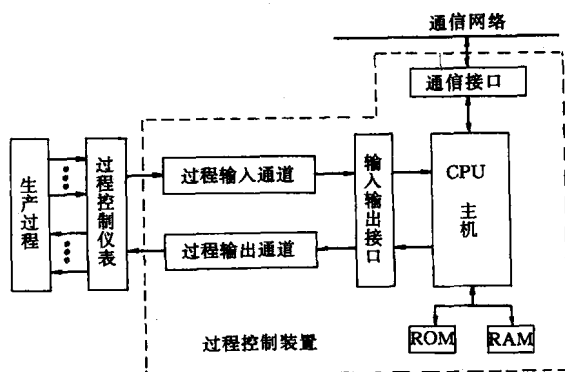 通信网络
通信接口
生产过程
过程控制仪表
过程输入通道
过程输出通道
输入输出接口
CPU
主机
ROM
RAM
过程控制装置